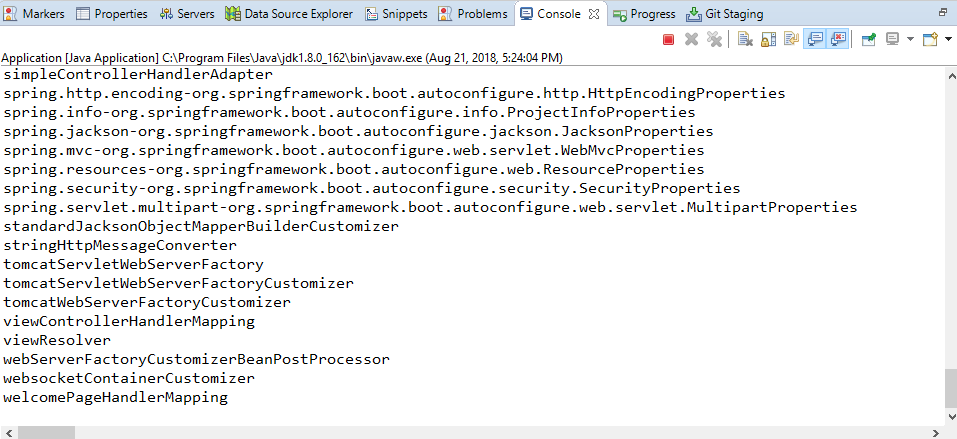 Markers Properties Servers Data Source Explorer Snippets Problems Console Progress Git Staging
Application [Java Application] C:\Program Files\Java\jdk1.8.0_162\bin\javaw.exe (Aug 21, 2018, 5:24:04 PM)
simpleControllerHandlerAdapter
spring.http.encoding-org.springframework.boot.autoconfigure.http.HttpEncodingProperties
spring.info-org.springframework.boot.autoconfigure.info.ProjectInfoProperties
spring.jackson-org.springframework.boot.autoconfigure.jackson.JacksonProperties
spring.mvc-org.springframework.boot.autoconfigure.web.servlet.WebMvcProperties
spring.resources-org.springframework.boot.autoconfigure.web.ResourceProperties
spring.security-org.springframework.boot.autoconfigure.security.SecurityProperties
spring.servlet.multipart-org.springframework.boot.autoconfigure.web.servlet.MultipartProperties
standardJacksonObjectMapperBuilderCustomizer
stringHttpMessageConverter
tomcatServletWebServerFactory
tomcatServletWebServerFactoryCustomizer
tomcatWebServerFactoryCustomizer
viewControllerHandlerMapping
viewResolver
webServerFactoryCustomizerBeanPostProcessor
websocketContainerCustomizer
welcomePageHandlerMapping